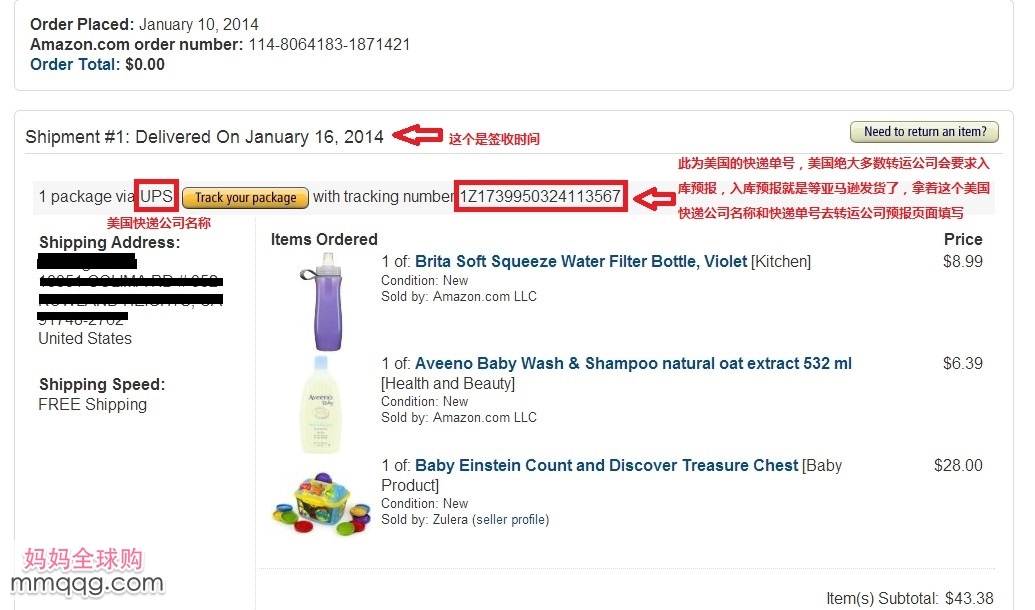 Order Placed: January 10, 2014
Amazon.com order number: 114-8064183-1871421
Order Total: $0.00
Shipment #1: Delivered On January 16, 2014
这个是签收时间
Need to return an item?
此为美国的快递单号，美国绝大多数转运公司会要求入
库预报，入库预报就是等亚马逊发货了，拿着这个美国
快递公司名称和快递单号去转运公司预报页面填写
1 package via UPS Track your package with tracking number 1Z1739950324113567
美国快递公司名称
Shipping Address:
United States
Shipping Speed:
FREE Shipping
Items Ordered Price
1 of: Brita Soft Squeeze Water Filter Bottle, Violet [Kitchen] $8.99
Condition: New
Sold by: Amazon.com LLC
1 of: Aveeno Baby Wash & Shampoo natural oat extract 532 ml $6.39
[Health and Beauty]
Condition: New
Sold by: Amazon.com LLC
1 of: Baby Einstein Count and Discover Treasure Chest [Baby $28.00
Product]
Condition: New
Sold by: Zulera (seller profile)
Aveeno
Baby
妈妈全球购
mmqqg.com
Item(s) Subtotal: $43.38